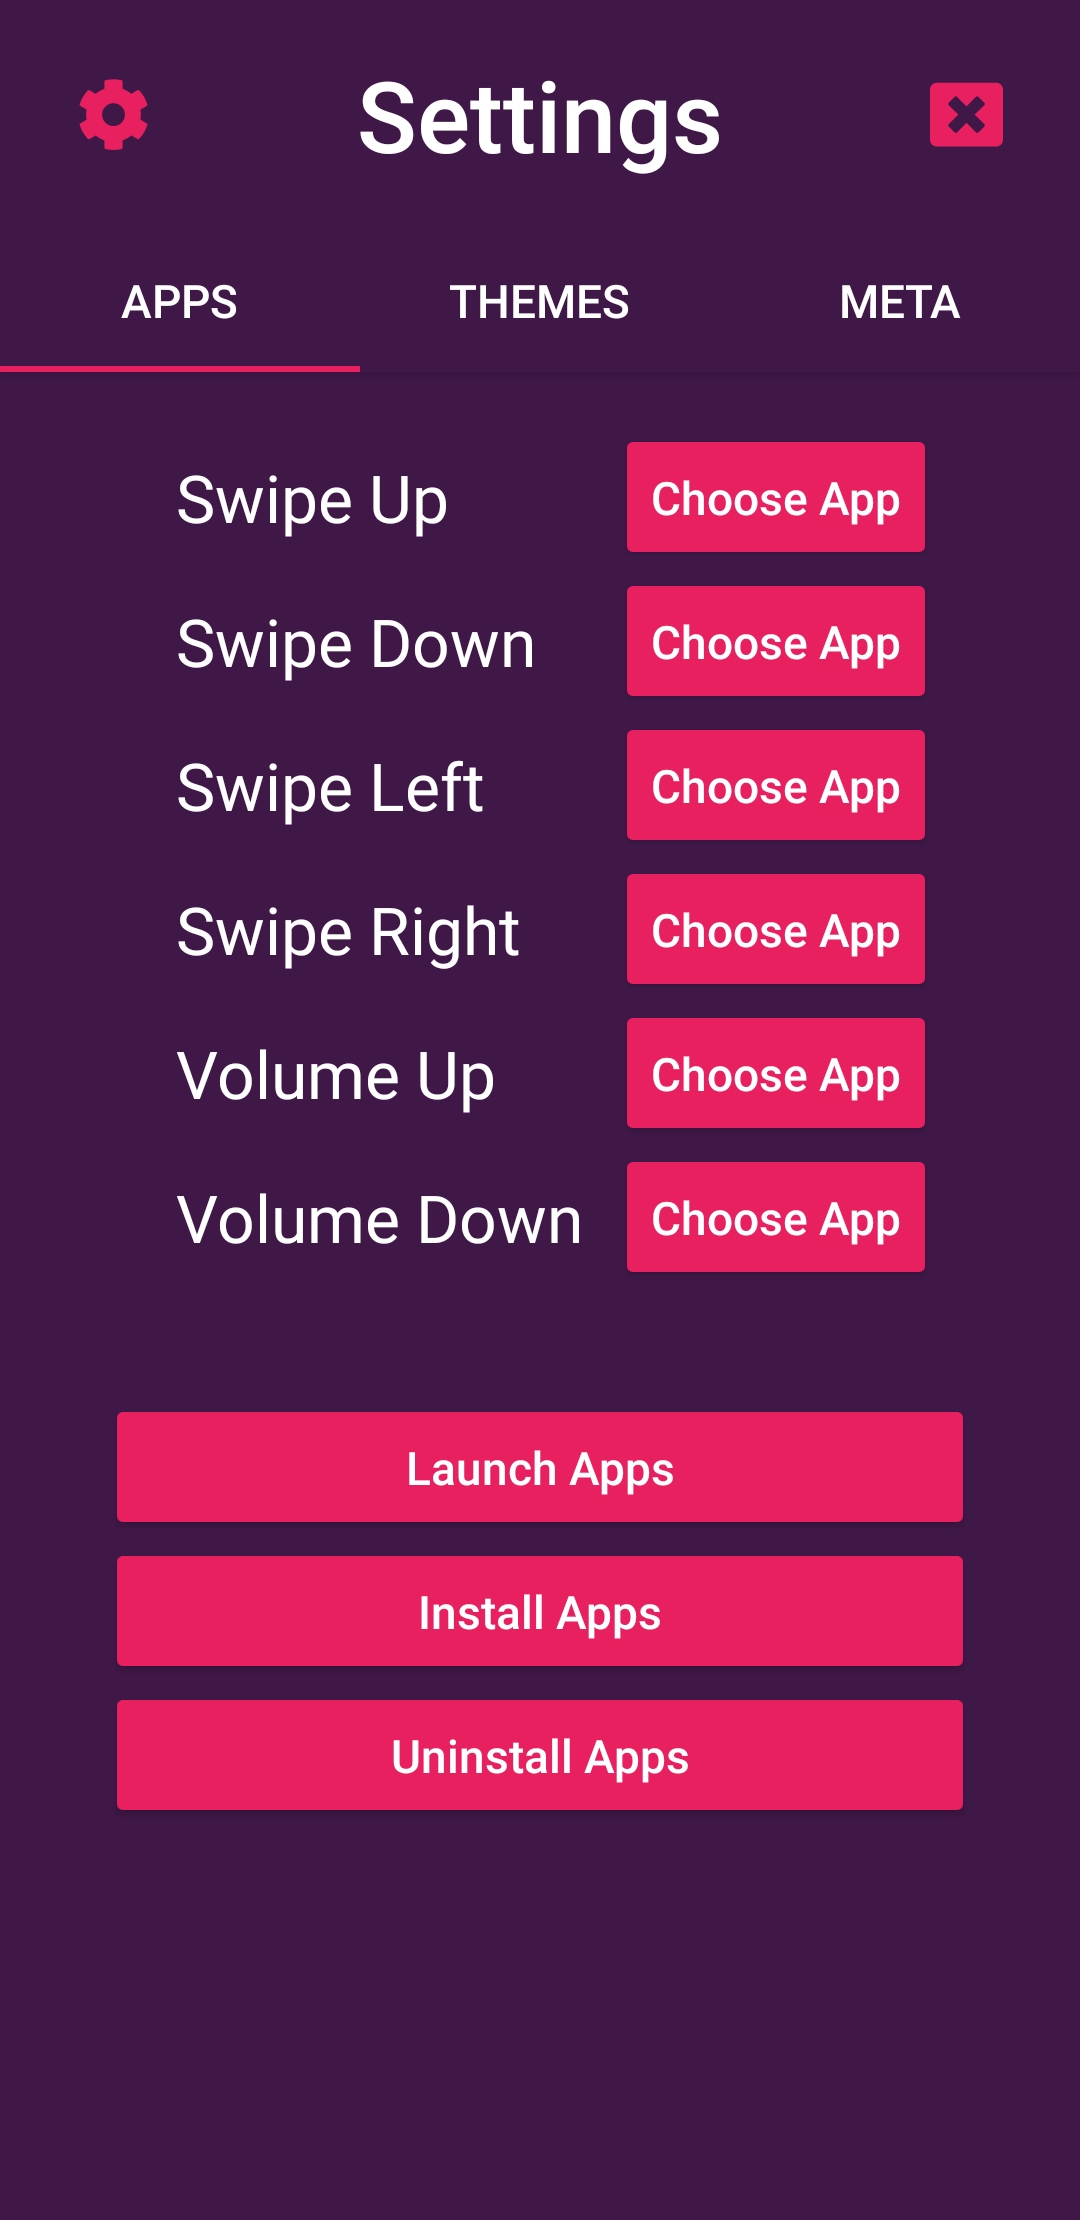 Settings
APPS THEMES META
Swipe Up Choose App
Swipe Down Choose App
Swipe Left Choose App
Swipe Right Choose App
Volume Up Choose App
Volume Down Choose App
Launch Apps
Install Apps
Uninstall Apps